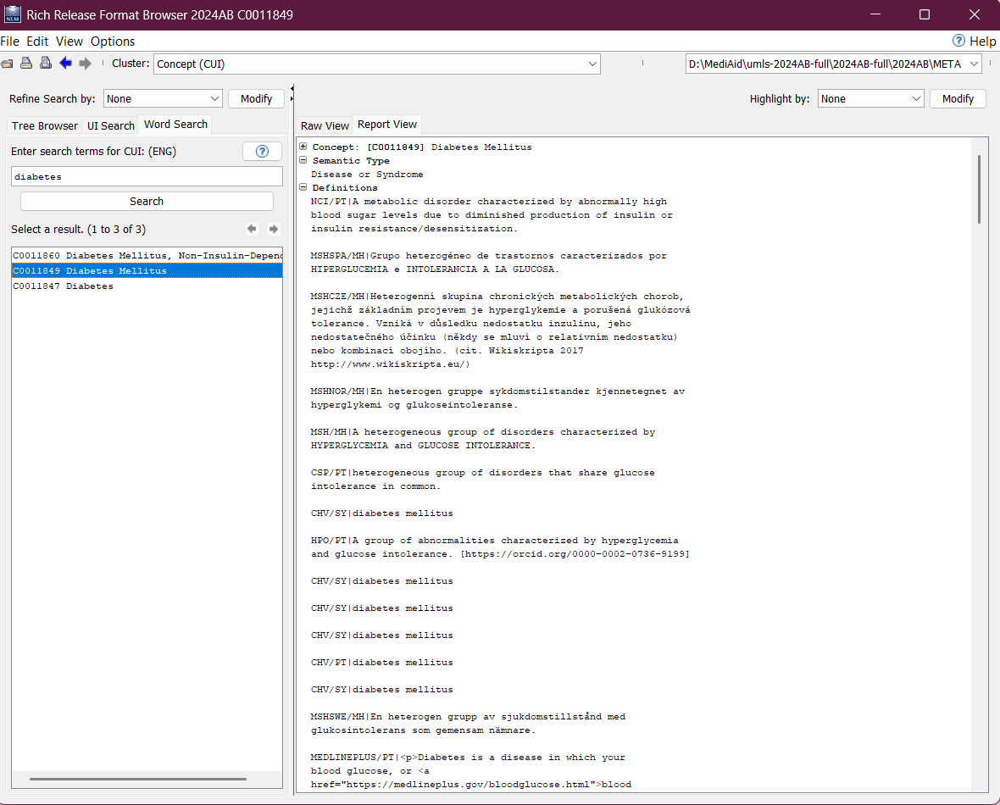 Rich Release Format Browser 2024AB C0011849
File Edit View Options
Help
Cluster: Concept (CUI)
D:\MediAid\umls-2024AB-full\2024AB-full\2024AB\META
Refine Search by: None Modify
Highlight by: None Modify
Tree Browser UI Search Word Search
Enter search terms for CUI: (ENG)
diabetes
Search
Select a result. (1 to 3 of 3)
C0011860 Diabetes Mellitus, Non-Insulin-Depend
C0011849 Diabetes Mellitus
C0011847 Diabetes
Raw View Report View
Concept: [C0011849] Diabetes Mellitus
Semantic Type
Disease or Syndrome
Definitions
NCI/PT|A metabolic disorder characterized by abnormally high
blood sugar levels due to diminished production of insulin or
insulin resistance/desensitization.
MSHSPA/MH|Grupo heterogéneo de trastornos caracterizados por
HIPERGLUCEMIA e INTOLERANCIA A LA GLUCOSA.
MSHCZE/MH|Heterogenní skupina chronických metabolických chorob,
jejichž základním projevem je hyperglykemie a porušená glukózová
tolerance. Vzniká v důsledku nedostatku inzulinu, jeho
nedostatečného účinku (někdy se mluví o relativním nedostatku)
nebo kombinací obojího. (cit. Wikiskripta 2017
http://www.wikiskripta.eu/)
MSHNOR/MH|En heterogen gruppe sykdomstilstander kjennetegnet av
hyperglykemi og glukoseintoleranse.
MSH/MH|A heterogeneous group of disorders characterized by
HYPERGLYCEMIA and GLUCOSE INTOLERANCE.
CSP/PT|heterogeneous group of disorders that share glucose
intolerance in common.
CHV/SY|diabetes mellitus
HPO/PT|A group of abnormalities characterized by hyperglycemia
and glucose intolerance. [https://orcid.org/0000-0002-0736-9199]
CHV/SY|diabetes mellitus
CHV/SY|diabetes mellitus
CHV/SY|diabetes mellitus
CHV/PT|diabetes mellitus
CHV/SY|diabetes mellitus
MSHSWE/MH|En heterogen grupp av sjukdomstillstånd med
glukosintolerans som gemensam nämnare.
MEDLINEPLUS/PT|<p>Diabetes is a disease in which your
blood glucose, or <a
href="https://medlineplus.gov/bloodglucose.html">blood